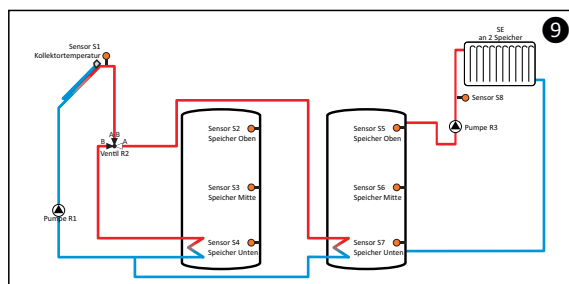 9
SE
an 2 Speicher
Sensor S1
Kollektortemperatur
Sensor S8
Sensor S2
Speicher Oben
Sensor S5
Speicher Oben
Pumpe R3
A B
B
A
Ventil R2
Sensor S3
Speicher Mitte
Sensor S6
Speicher Mitte
Pumpe R1
Sensor S4
Speicher Unten
Sensor S7
Speicher Unten